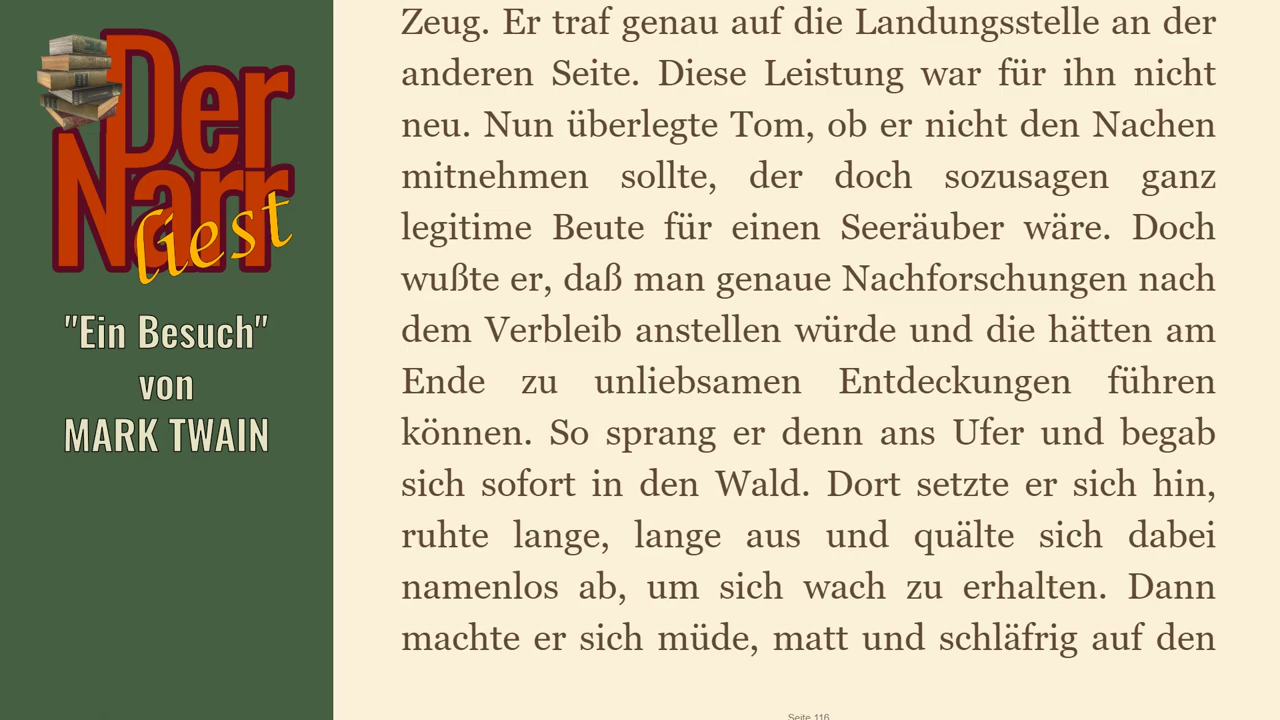 Der
Narr
liest
"Ein Besuch"
von
MARK TWAIN
Zeug. Er traf genau auf die Landungsstelle an der
anderen Seite. Diese Leistung war für ihn nicht
neu. Nun überlegte Tom, ob er nicht den Nachen
mitnehmen sollte, der doch sozusagen ganz
legitime Beute für einen Seeräuber wäre. Doch
wußte er, daß man genaue Nachforschungen nach
dem Verbleib anstellen würde und die hätten am
Ende zu unliebsamen Entdeckungen führen
können. So sprang er denn ans Ufer und begab
sich sofort in den Wald. Dort setzte er sich hin,
ruhte lange, lange aus und quälte sich dabei
namenlos ab, um sich wach zu erhalten. Dann
machte er sich müde, matt und schläfrig auf den
Seite 116